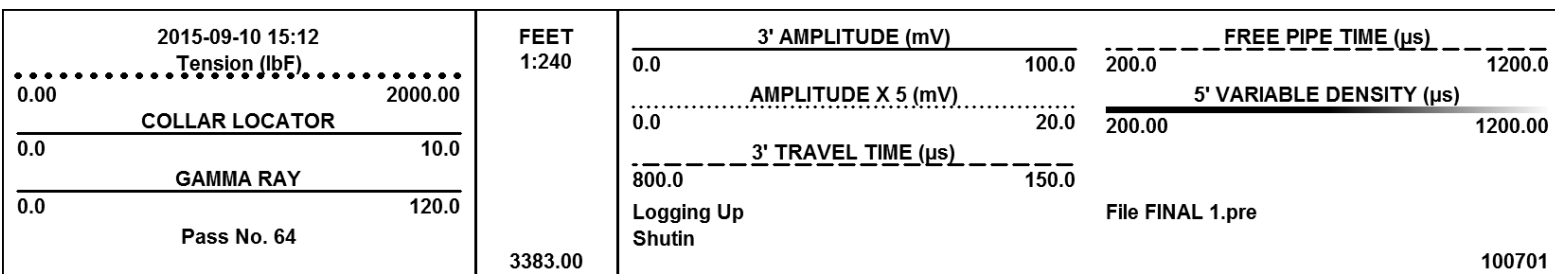 2015-09-10 15:12
Tension (lbF)
0.00 2000.00
COLLAR LOCATOR
0.0 10.0
GAMMA RAY
0.0 120.0
Pass No. 64
FEET
1:240
3383.00
3' AMPLITUDE (mV)
0.0 100.0
AMPLITUDE X 5 (mV)
0.0 20.0
3' TRAVEL TIME (µs)
800.0 150.0
Logging Up
Shutin
FREE PIPE TIME (µs)
200.0 1200.0
5' VARIABLE DENSITY (µs)
200.00 1200.00
File FINAL 1.pre
100701